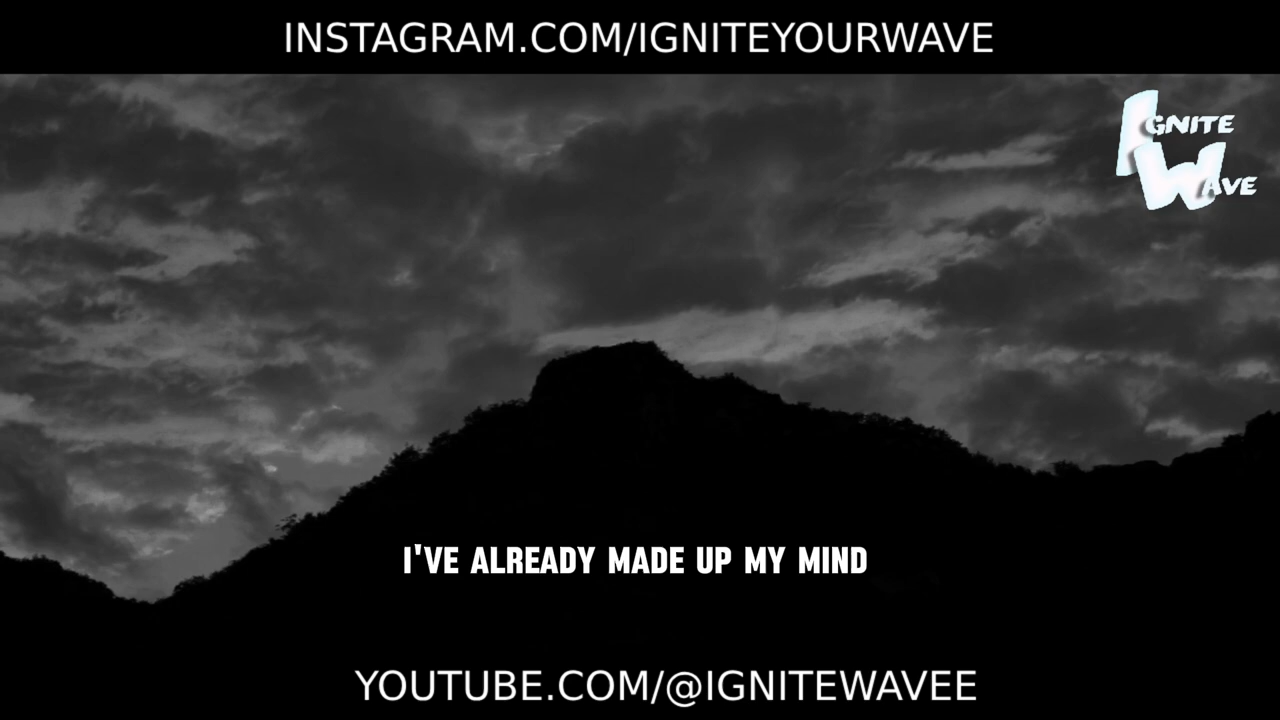 INSTAGRAM.COM/IGNITEYOURWAVE
IGNITE
WAVE
I'VE ALREADY MADE UP MY MIND
YOUTUBE.COM/@IGNITEWAVEE